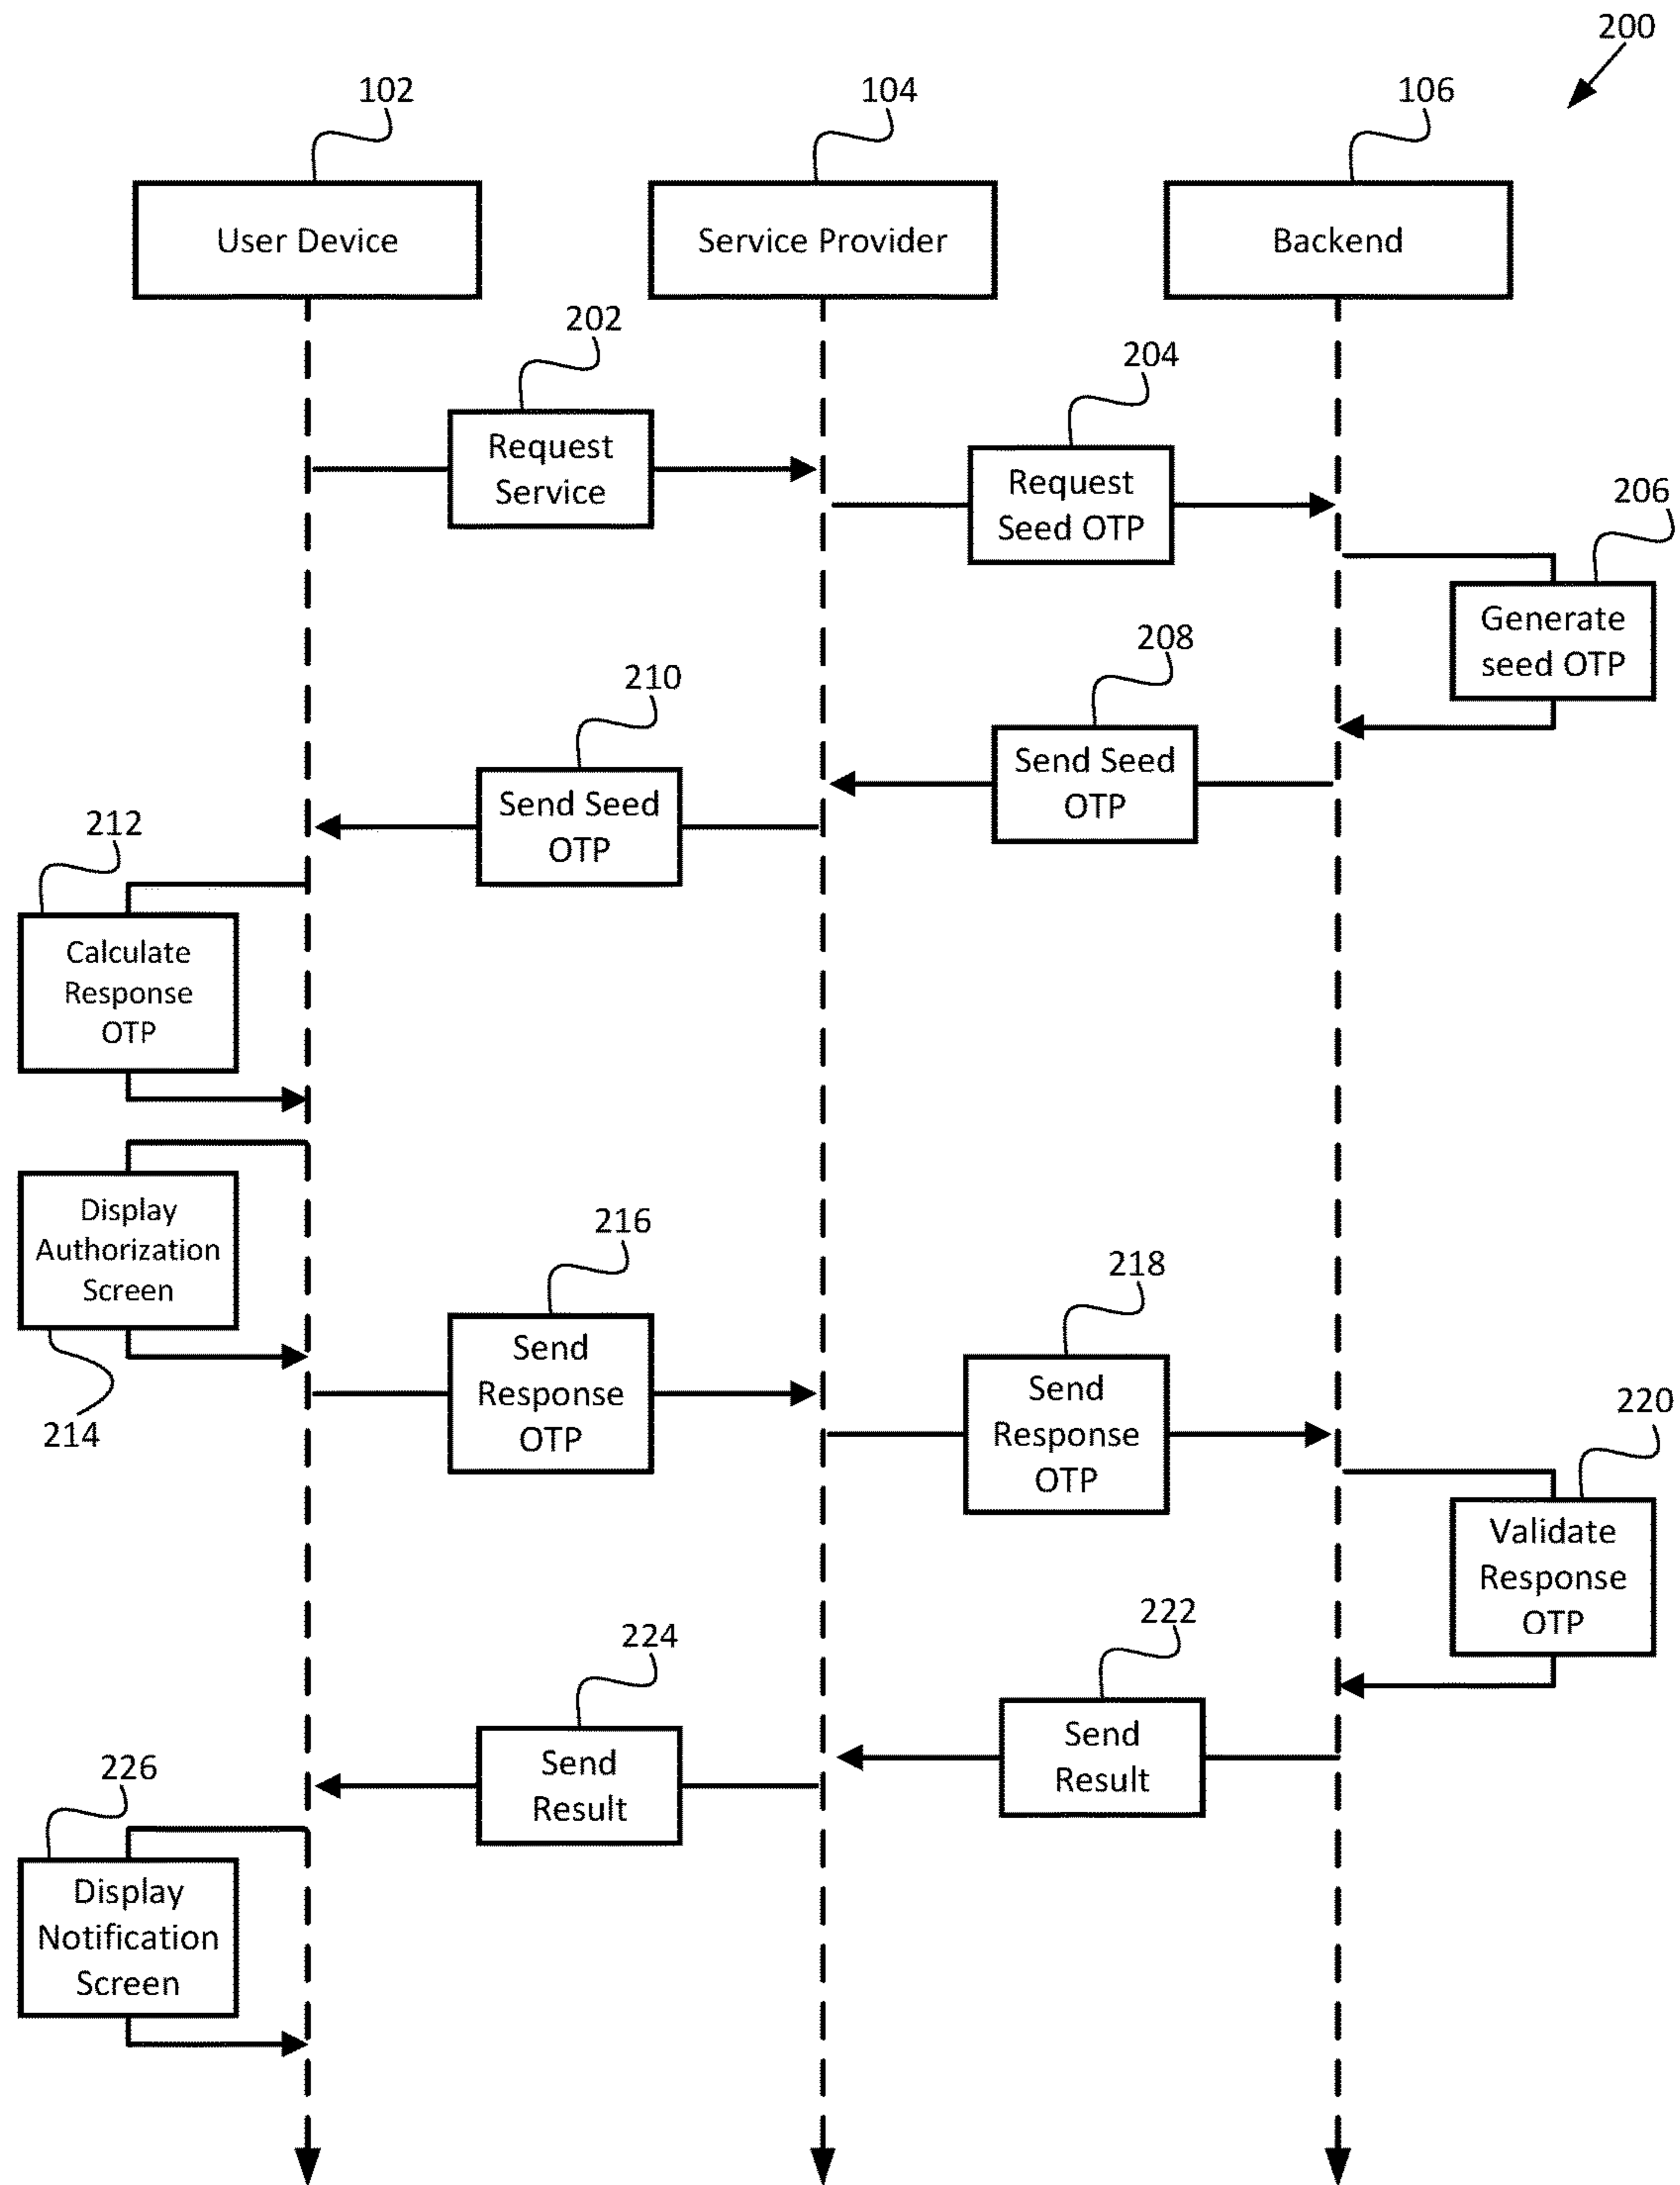 200
102
104
106
User Device
Service Provider
Backend
202
Request
Service
204
Request
Seed OTP
206
Generate
seed OTP
208
Send Seed
OTP
210
Send Seed
OTP
212
Calculate
Response
OTP
Display
Authorization
Screen
214
216
Send
Response
OTP
218
Send
Response
OTP
220
Validate
Response
OTP
222
Send
Result
224
Send
Result
226
Display
Notification
Screen